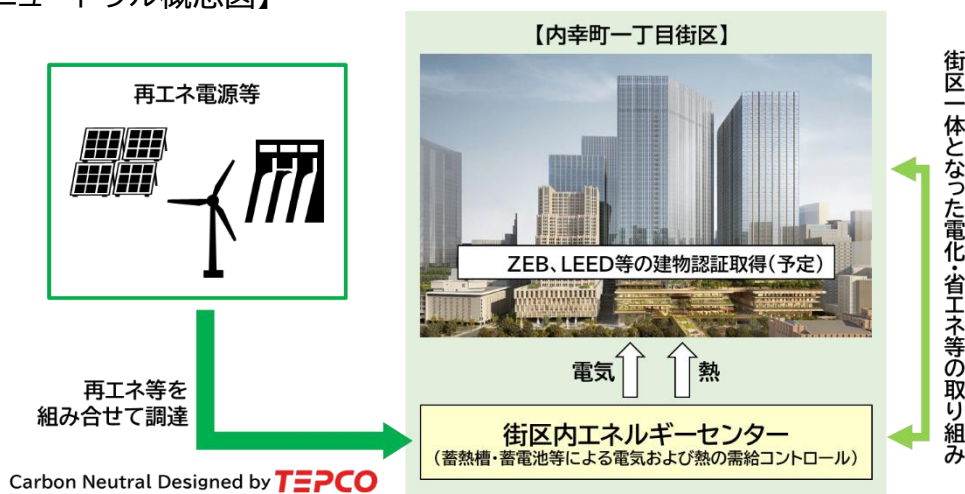 ニュートラル概念図】
【内幸町一丁目街区】
再エネ電源等
ZEB、LEED等の建物認証取得(予定)
電気
熱
再エネ等を
組み合せて調達
街区内エネルギーセンター
(蓄熱槽・蓄電池等による電気および熱の需給コントロール)
街区一体となった電化・省エネ等の取り組み
Carbon Neutral Designed by TEPCO